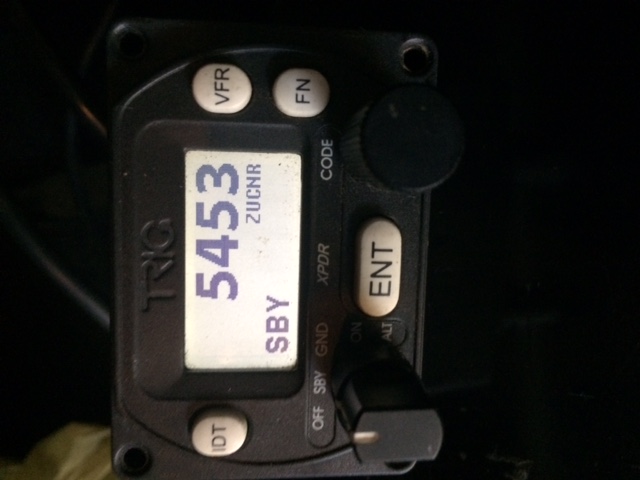 TRIG
IDT
5453
VFR
SBY
ZUCNR
FN
OFF SBY GND
ON
ALT
XPDR
CODE
ENT